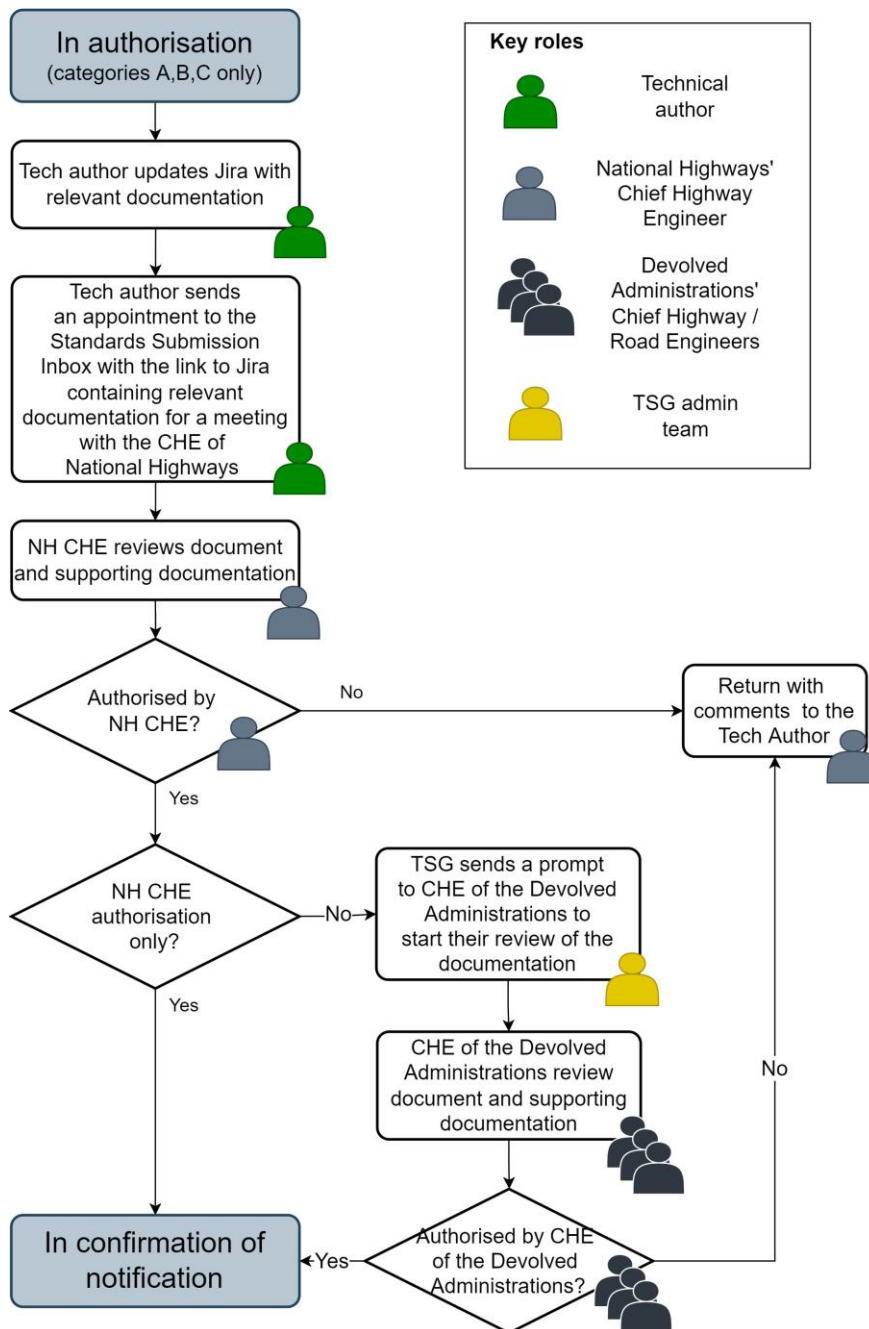 In authorisation
(categories A,B,C only)
Tech author updates Jira with
relevant documentation
Tech author sends
an appointment to the
Standards Submission
Inbox with the link to Jira
containing relevant
documentation for a meeting
with the CHE of
National Highways
NH CHE reviews document
and supporting documentation
Authorised by
NH CHE?
No
Return with
comments to the
Tech Author
Yes
NH CHE
authorisation
only?
No
TSG sends a prompt
to CHE of the Devolved
Administrations to
start their review of the
documentation
Yes
CHE of the Devolved
Administrations review
document and supporting
documentation
No
Authorised by CHE
of the Devolved
Administrations?
Yes
In confirmation of
notification
Key roles
Technical
author
National Highways'
Chief Highway
Engineer
Devolved
Administrations'
Chief Highway /
Road Engineers
TSG admin
team